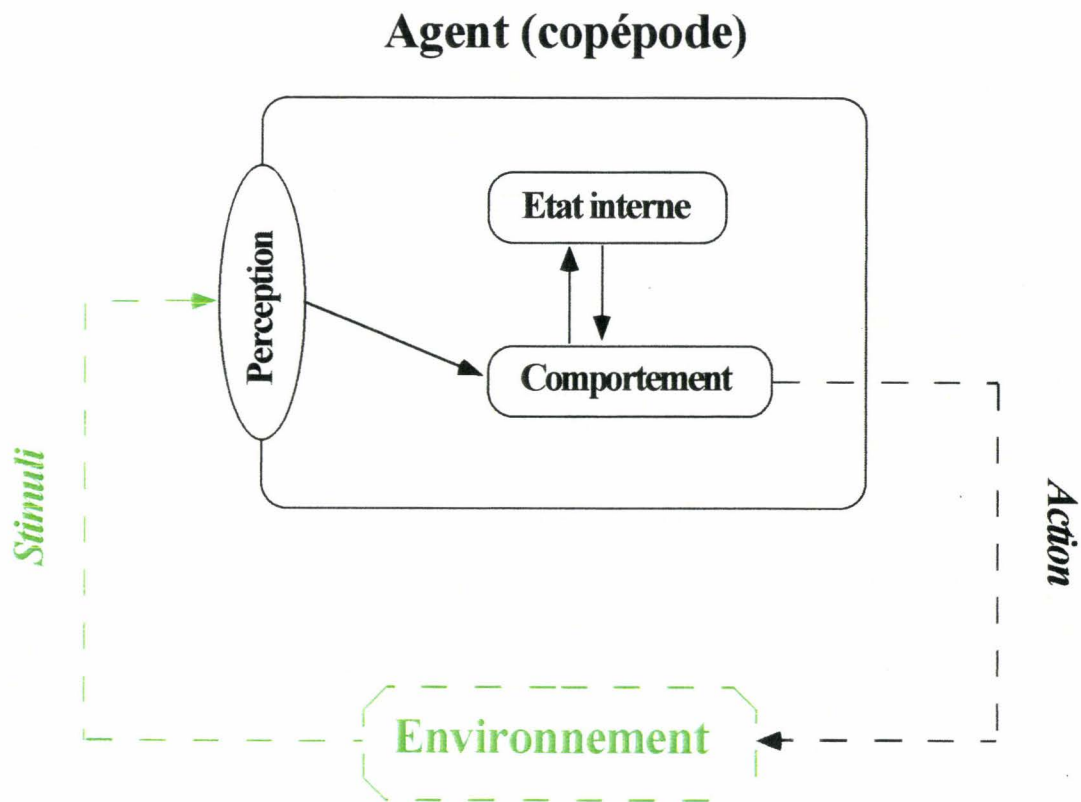 Agent (copépode)
Etat interne
Perception
Comportement
Stimuli
Action
Environnement